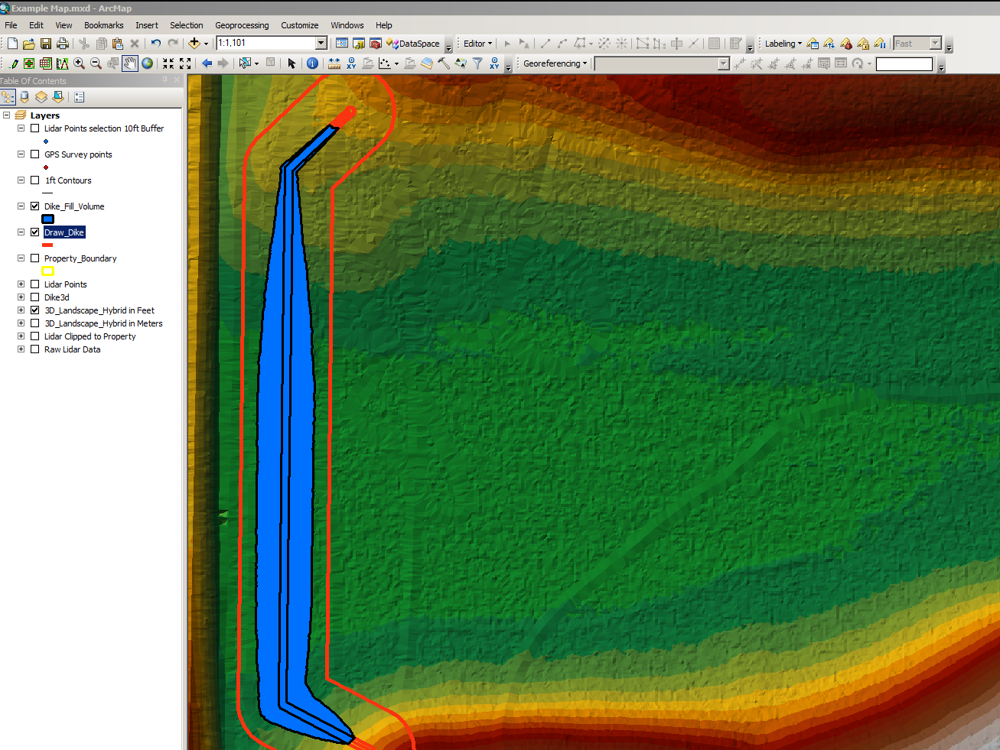 Example Map.mxd - ArcMap
File Edit View Bookmarks Insert Selection Geoprocessing Customize Windows Help
1:1,101 DataSpace Editor Labeling Fast
XY XY Georeferencing
Table Of Contents
Layers
Lidar Points selection 10ft Buffer
GPS Survey points
1ft Contours
Dike_Fill_Volume
Draw_Dike
Property_Boundary
Lidar Points
Dike3d
3D_Landscape_Hybrid in Feet
3D_Landscape_Hybrid in Meters
Lidar Clipped to Property
Raw Lidar Data